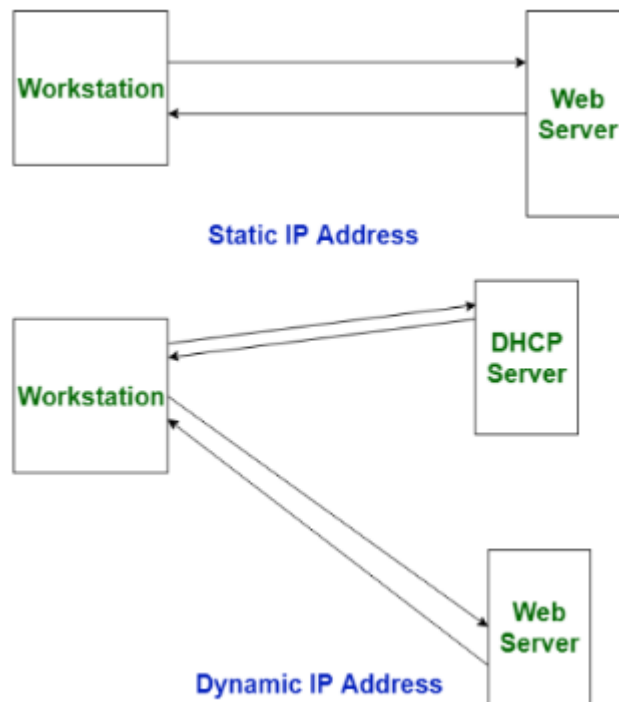 Workstation
Web
Server
Static IP Address
Workstation
DHCP
Server
Web
Server
Dynamic IP Address